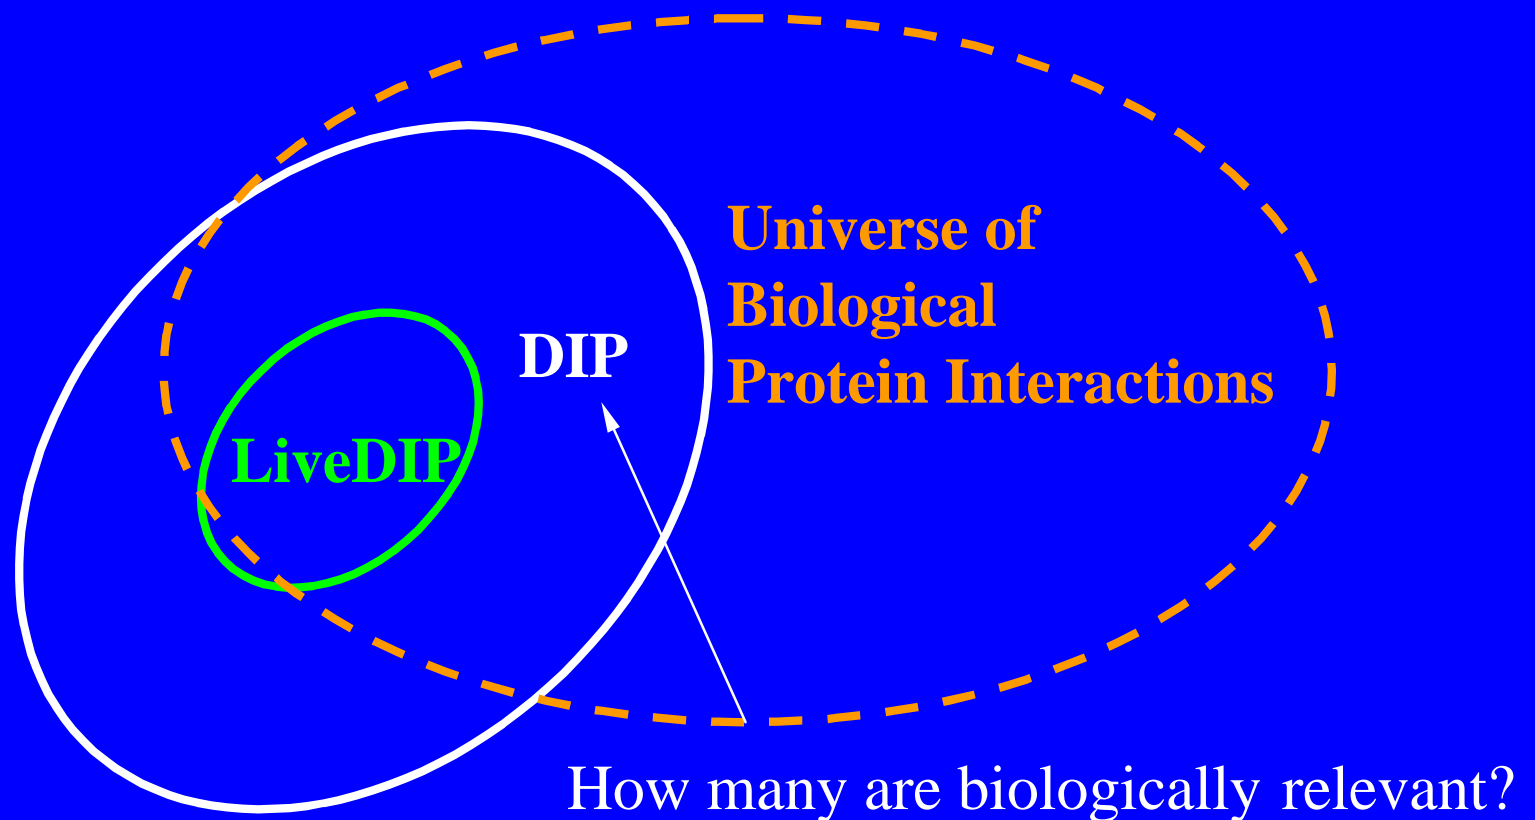 Universe of
Biological
Protein Interactions
DIP
LiveDIP
How many are biologically relevant?